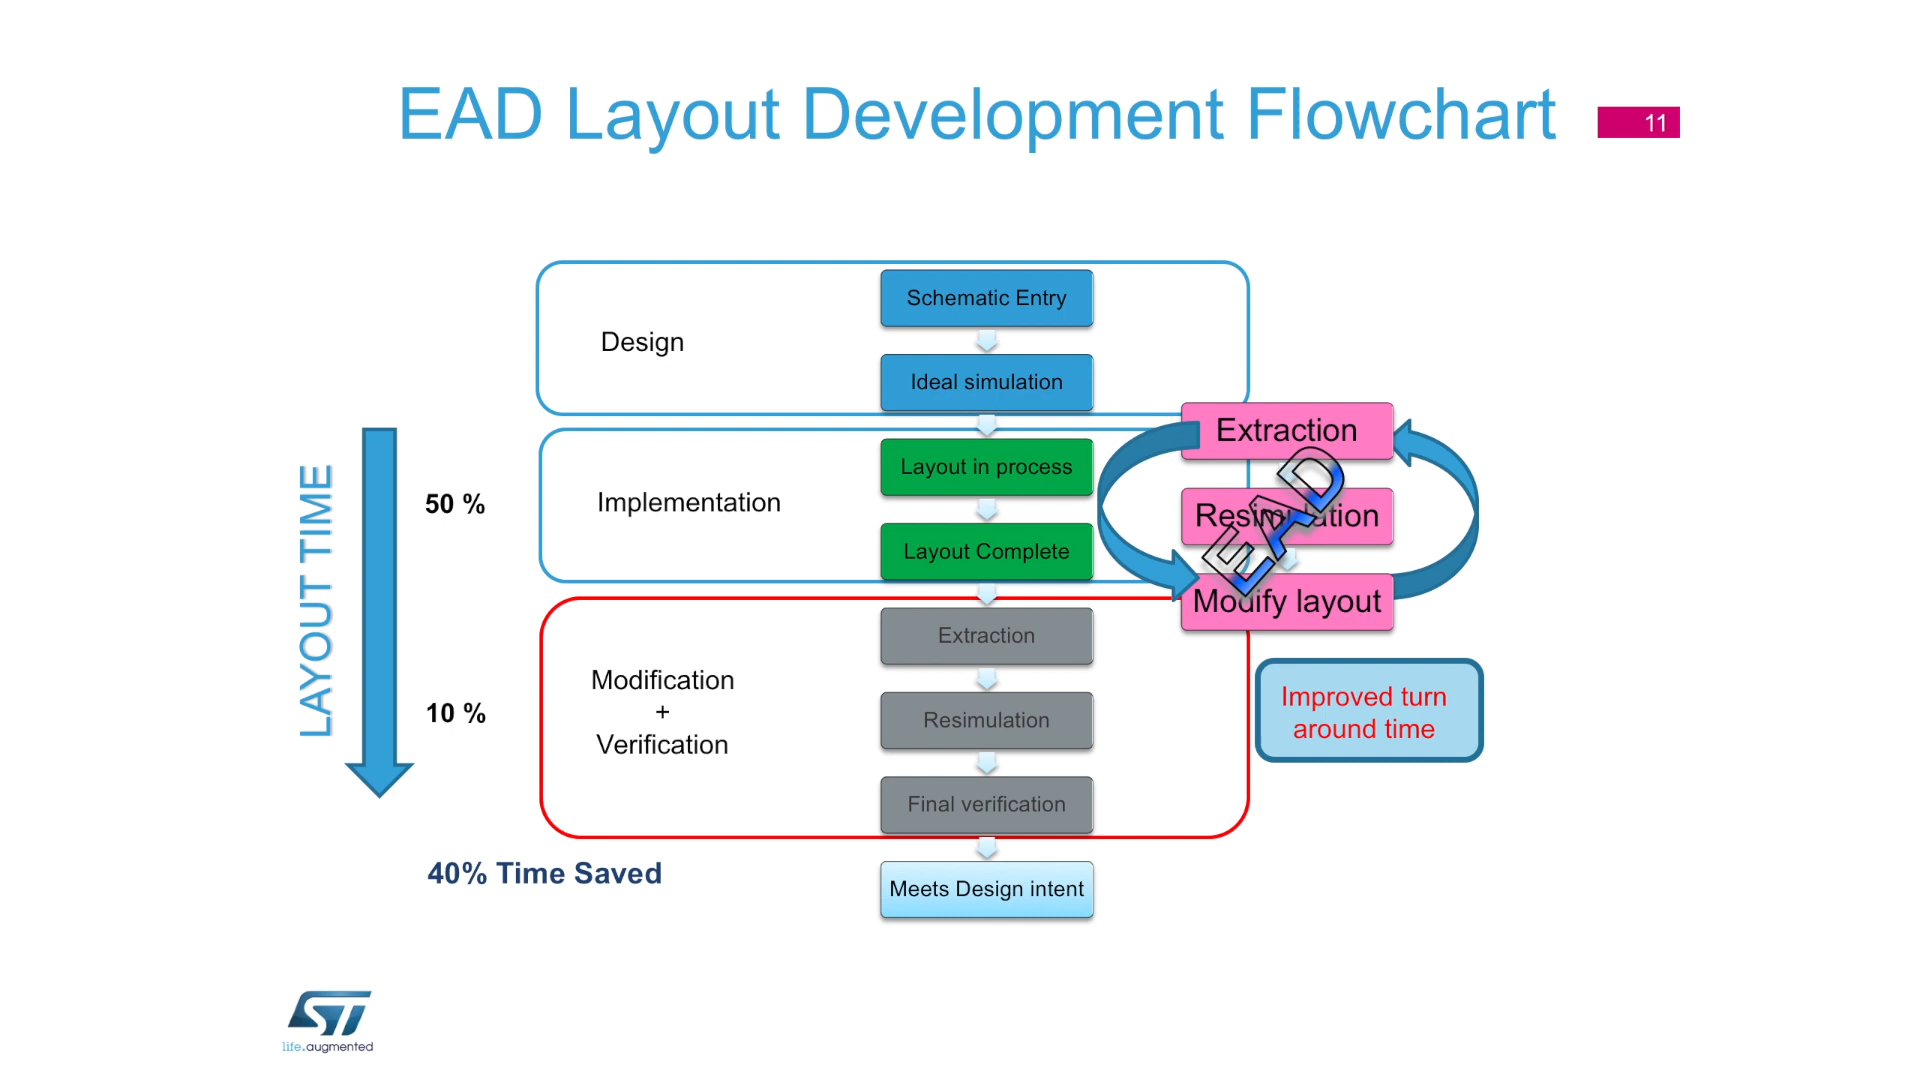 EAD Layout Development Flowchart
11
Design
Schematic Entry
Ideal simulation
LAYOUT TIME
50 %
Implementation
Layout in process
Layout Complete
Extraction
Resimulation
Modify layout
EAD
10 %
Modification
+
Verification
Extraction
Resimulation
Final verification
Improved turn
around time
40% Time Saved
Meets Design intent
ST
life.augmented